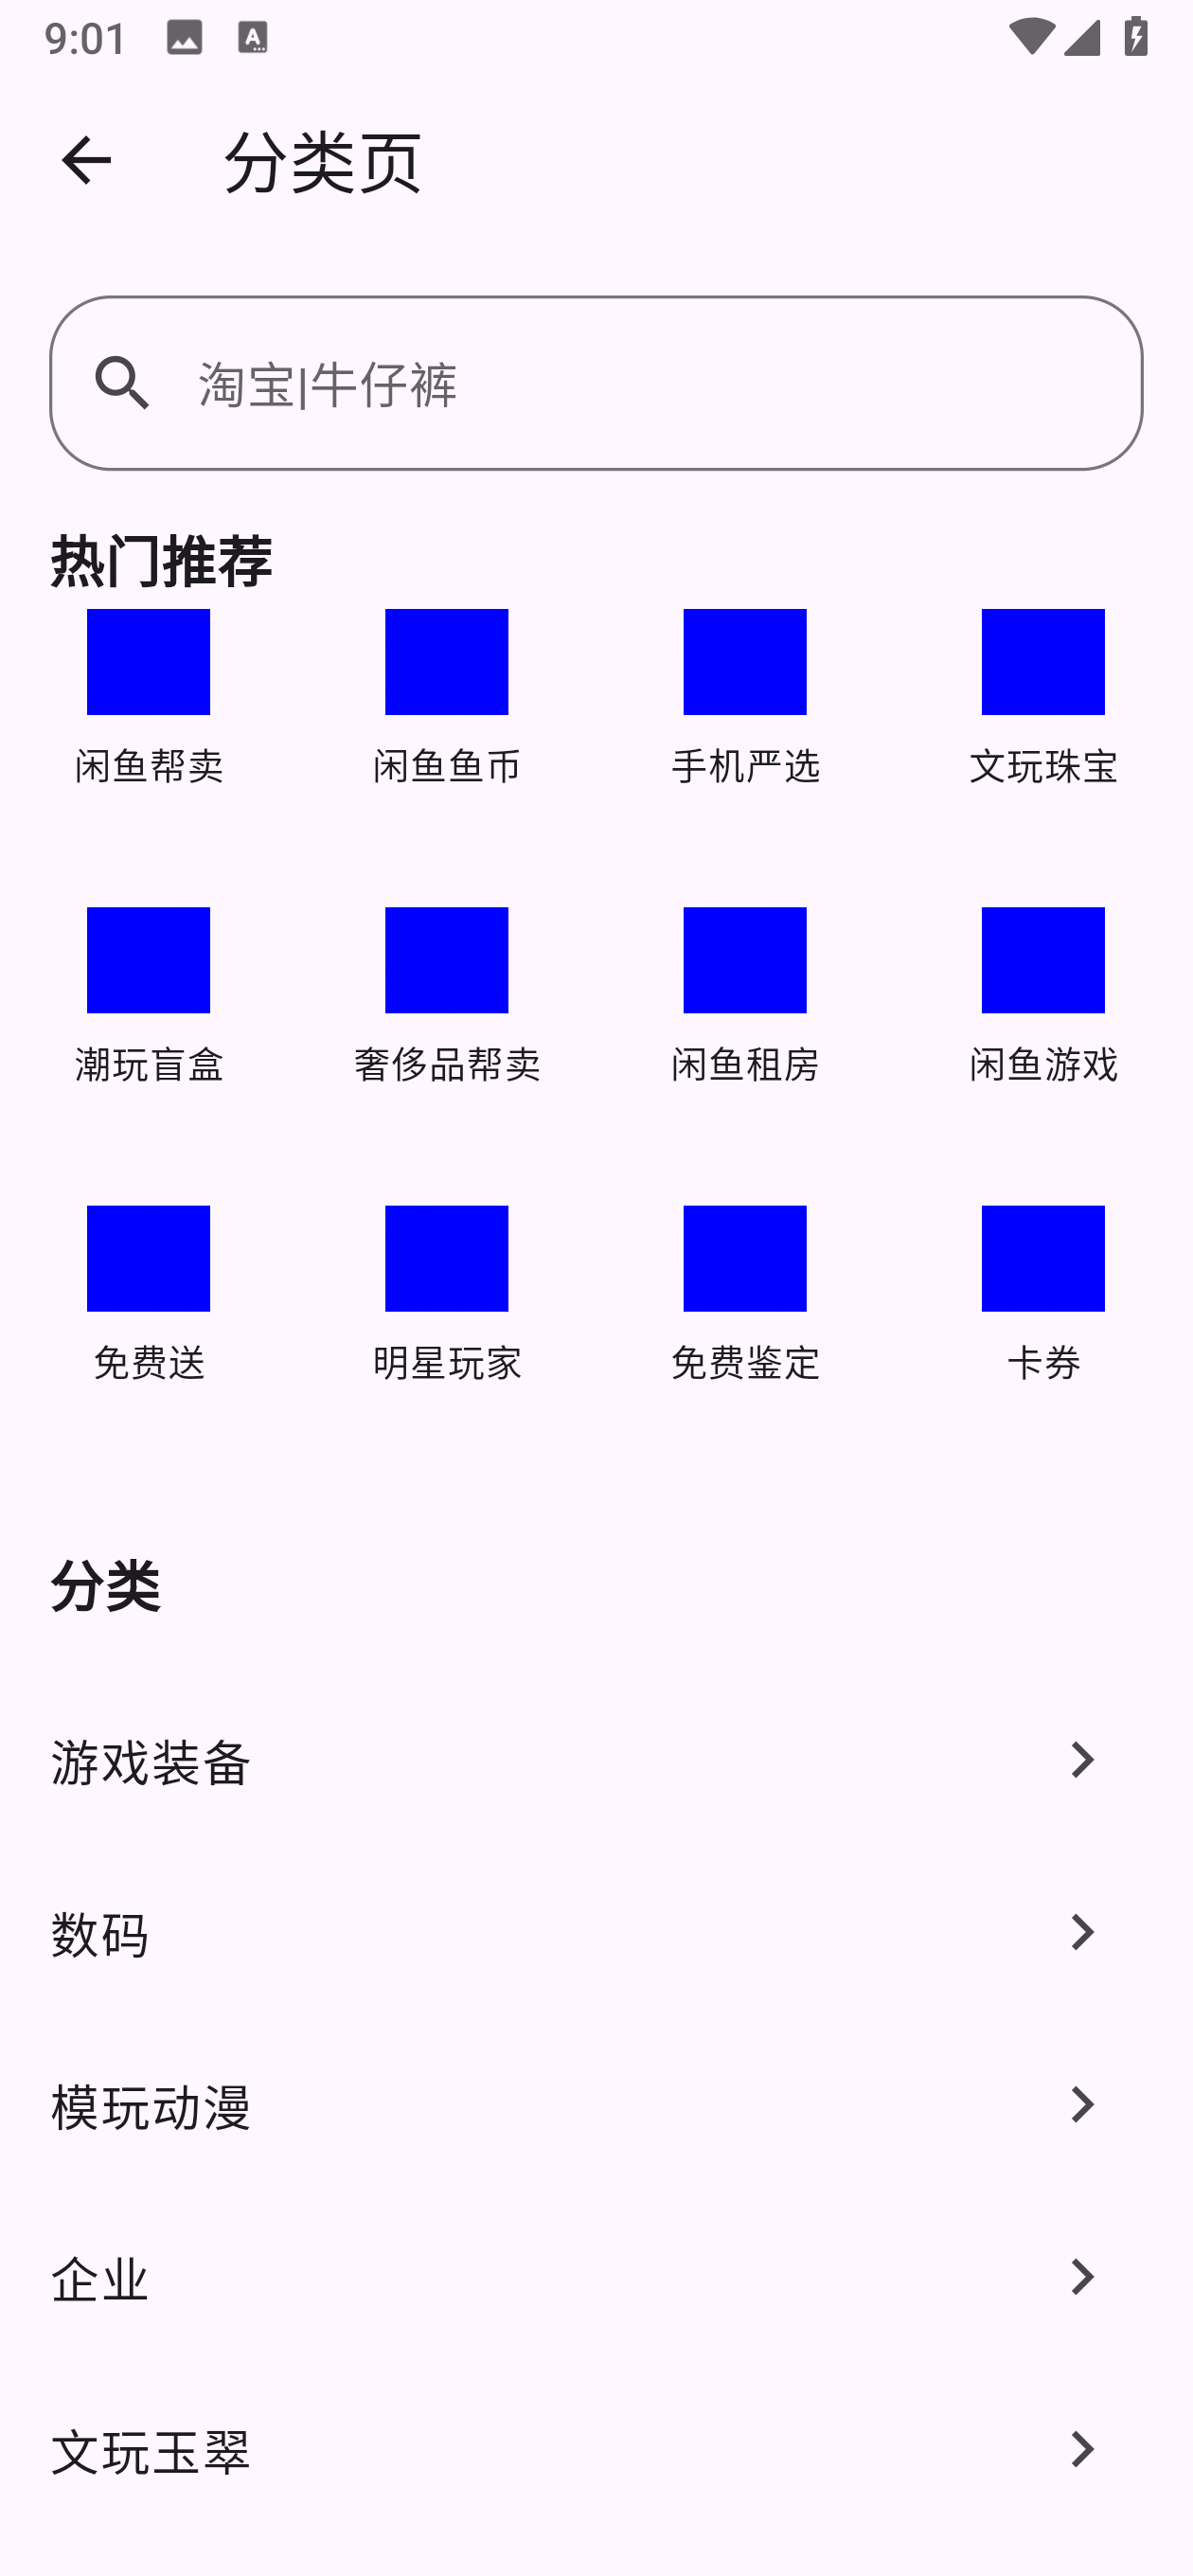 9:01
分类页
淘宝|牛仔裤
热门推荐
闲鱼帮卖 闲鱼鱼币 手机严选 文玩珠宝
潮玩盲盒 奢侈品帮卖 闲鱼租房 闲鱼游戏
免费送 明星玩家 免费鉴定 卡券
分类
游戏装备
数码
模玩动漫
企业
文玩玉翠